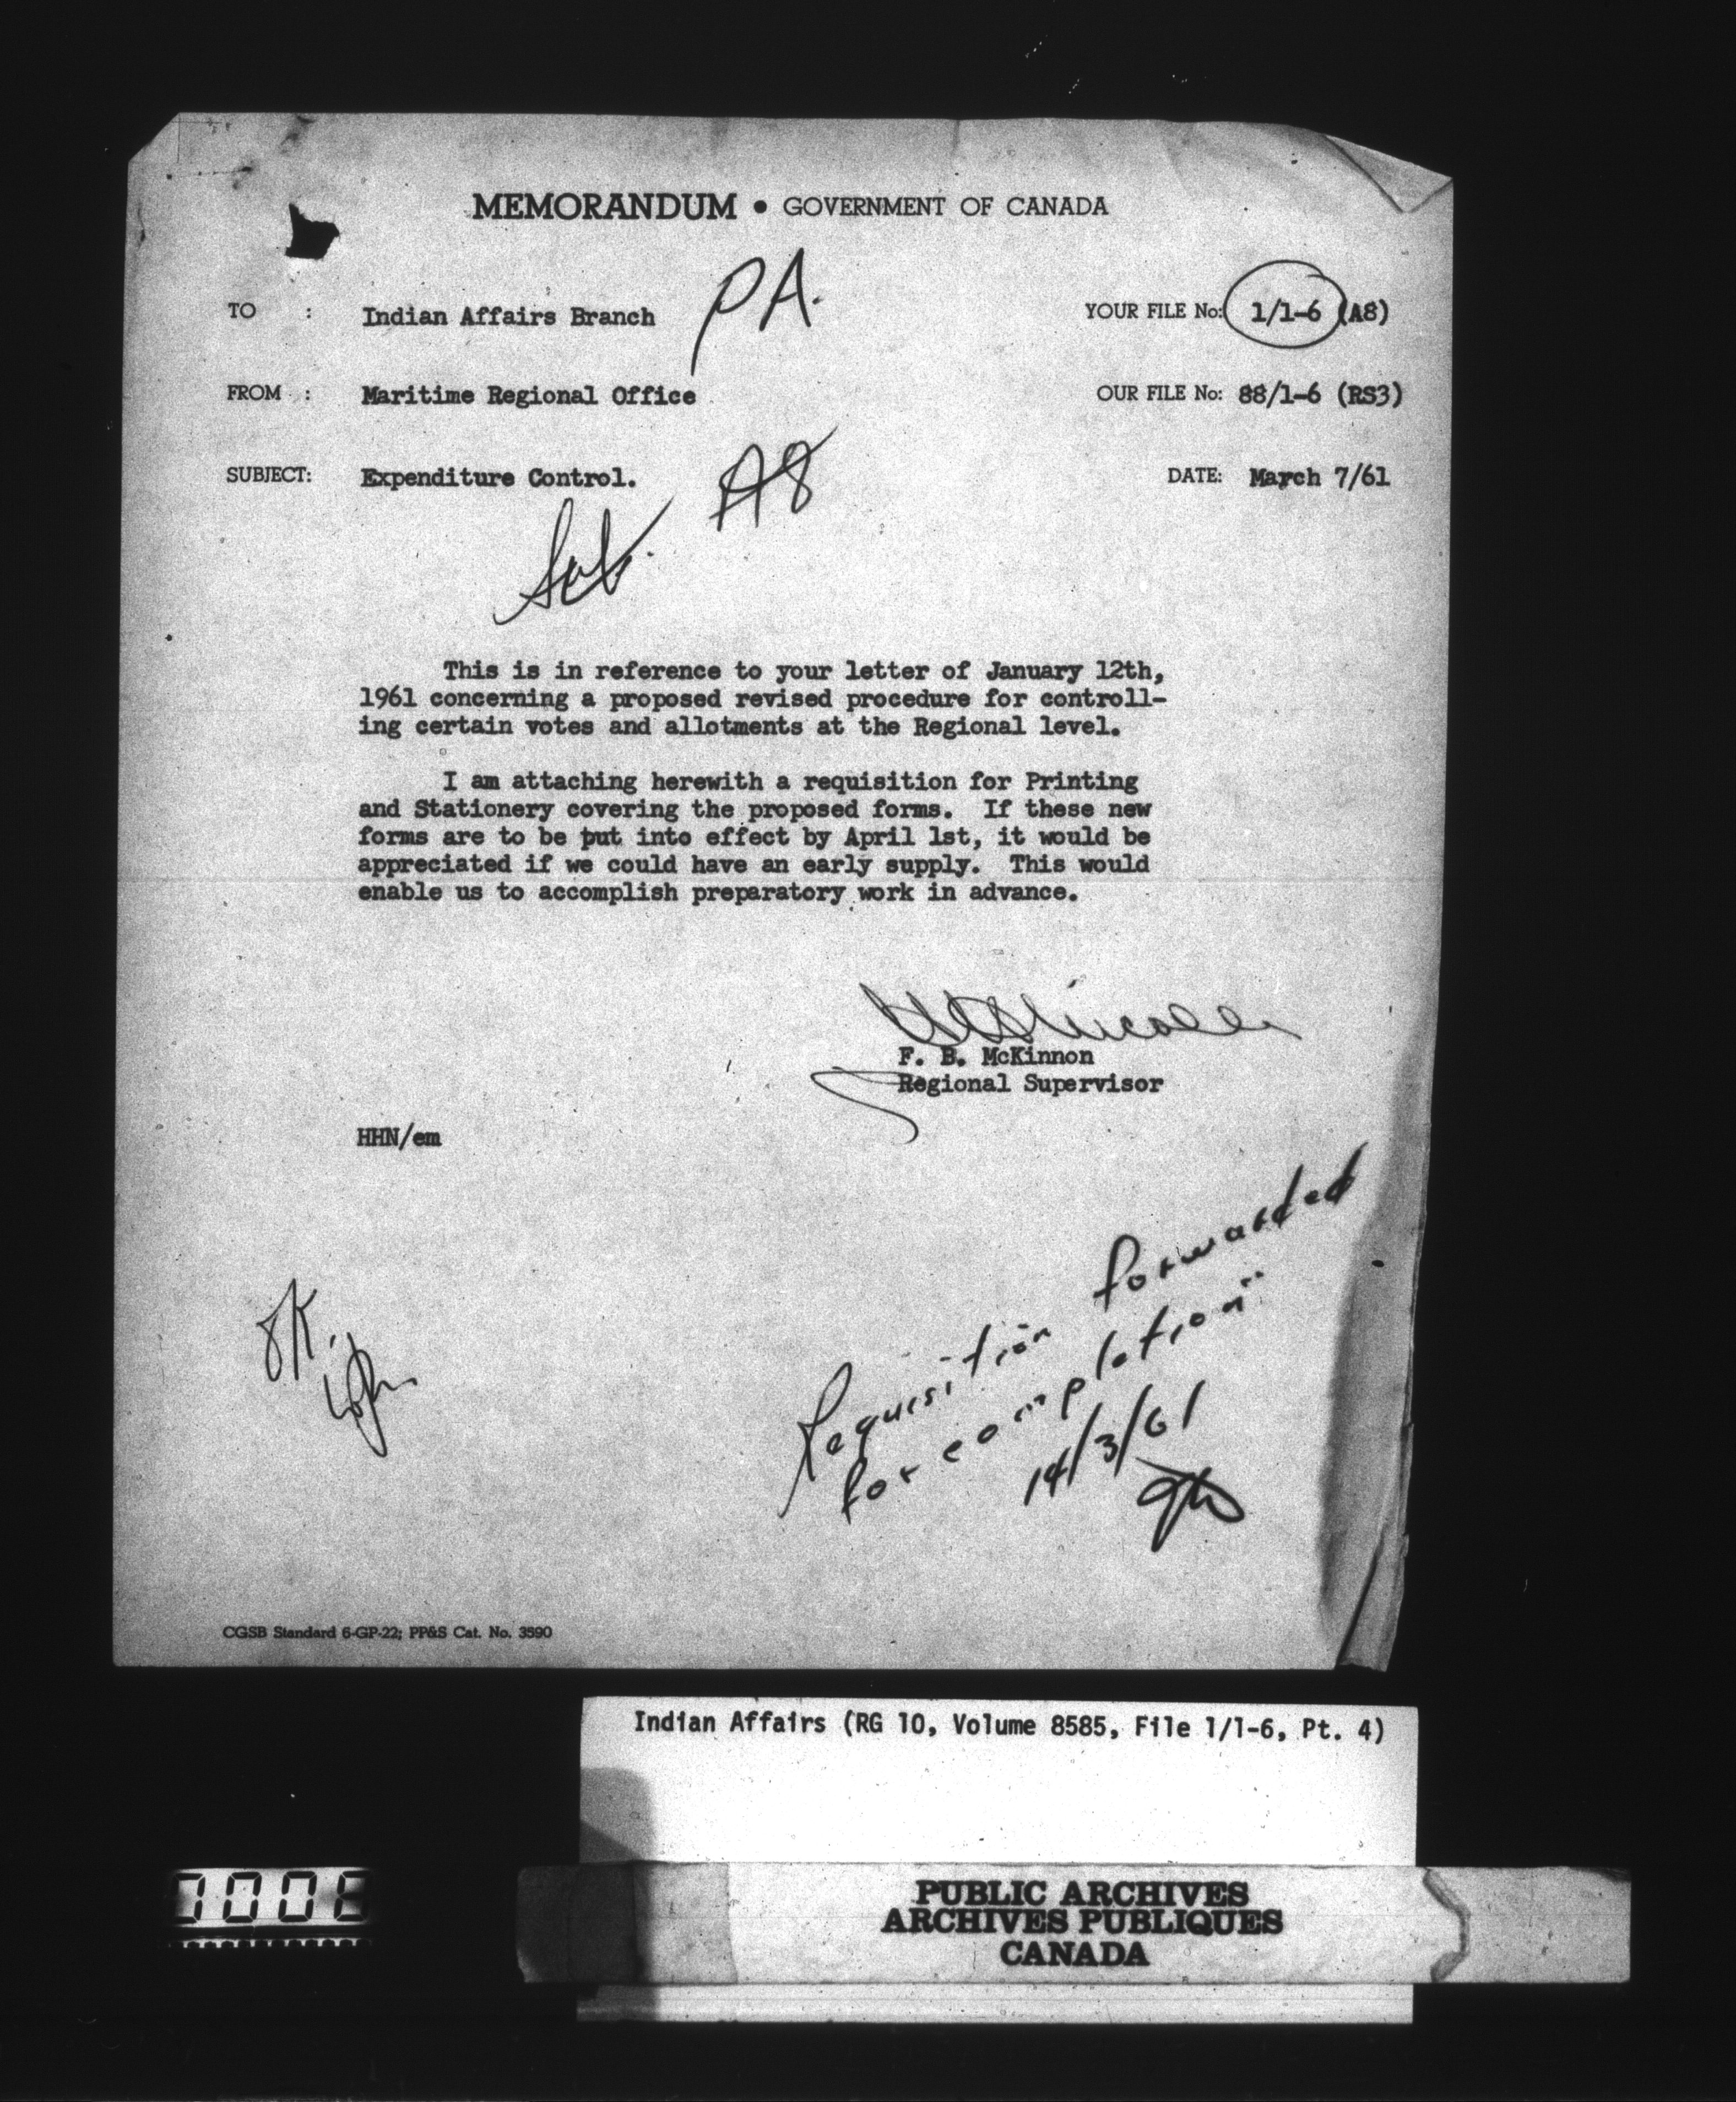 MEMORANDUM • GOVERNMENT OF CANADA
PA.
TO : Indian Affairs Branch YOUR FILE No: 1/1-6 (A8)
FROM : Maritime Regional Office OUR FILE No: 88/1-6 (RS3)
SUBJECT: Expenditure Control. A8 DATE: March 7/61
This is in reference to your letter of January 12th,
1961 concerning a proposed revised procedure for controll-
ing certain votes and allotments at the Regional level.
I am attaching herewith a requisition for Printing
and Stationery covering the proposed forms. If these new
forms are to be put into effect by April 1st, it would be
appreciated if we could have an early supply. This would
enable us to accomplish preparatory work in advance.
F. B. McKinnon
Regional Supervisor
HHN/em
Requisition forwarded
for completion
14/3/61
OK.
CGSB Standard 6-GP-22; PP&S Cat. No. 3590
Indian Affairs (RG 10, Volume 8585, File 1/1-6, Pt. 4)
PUBLIC ARCHIVES
ARCHIVES PUBLIQUES
CANADA